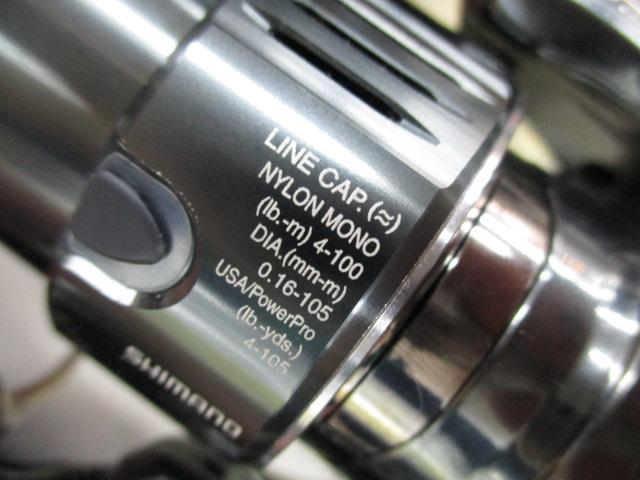 LINE CAP.(≈)
NYLON MONO
(lb.-m) 4-100
DIA.(mm-m)
0.16-105
USA/PowerPro
(lb.-yds.)
4-105
SHIMANO